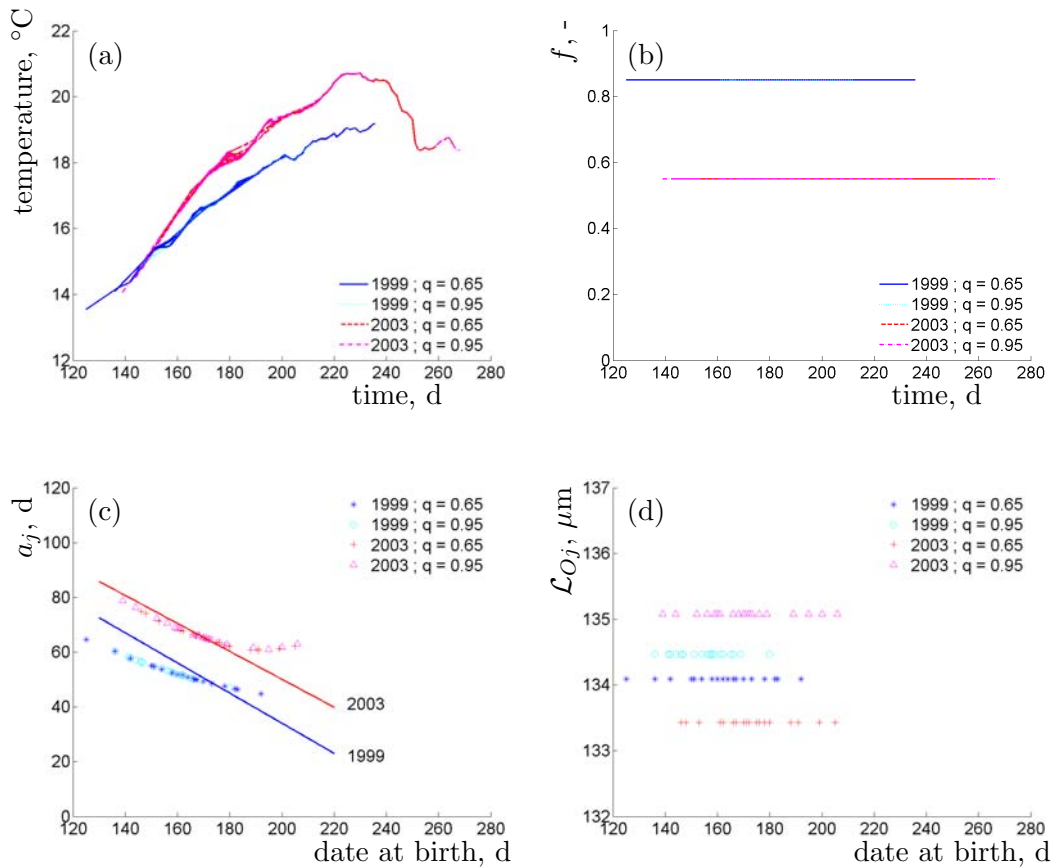 (a)
temperature, °C
22
20
18
16
14
12
120 140 160 180 200 220 240 260 280
time, d
1999 ; q = 0.65
1999 ; q = 0.95
2003 ; q = 0.65
2003 ; q = 0.95
(b)
f, -
1
0.8
0.6
0.4
0.2
0
120 140 160 180 200 220 240 260 280
time, d
1999 ; q = 0.65
1999 ; q = 0.95
2003 ; q = 0.65
2003 ; q = 0.95
(c)
a_j, d
120
100
80
60
40
20
0
120 140 160 180 200 220 240 260 280
date at birth, d
1999 ; q = 0.65
1999 ; q = 0.95
2003 ; q = 0.65
2003 ; q = 0.95
2003
1999
(d)
ℒ_{Oj}, μm
137
136
135
134
133
132
120 140 160 180 200 220 240 260 280
date at birth, d
1999 ; q = 0.65
1999 ; q = 0.95
2003 ; q = 0.65
2003 ; q = 0.95